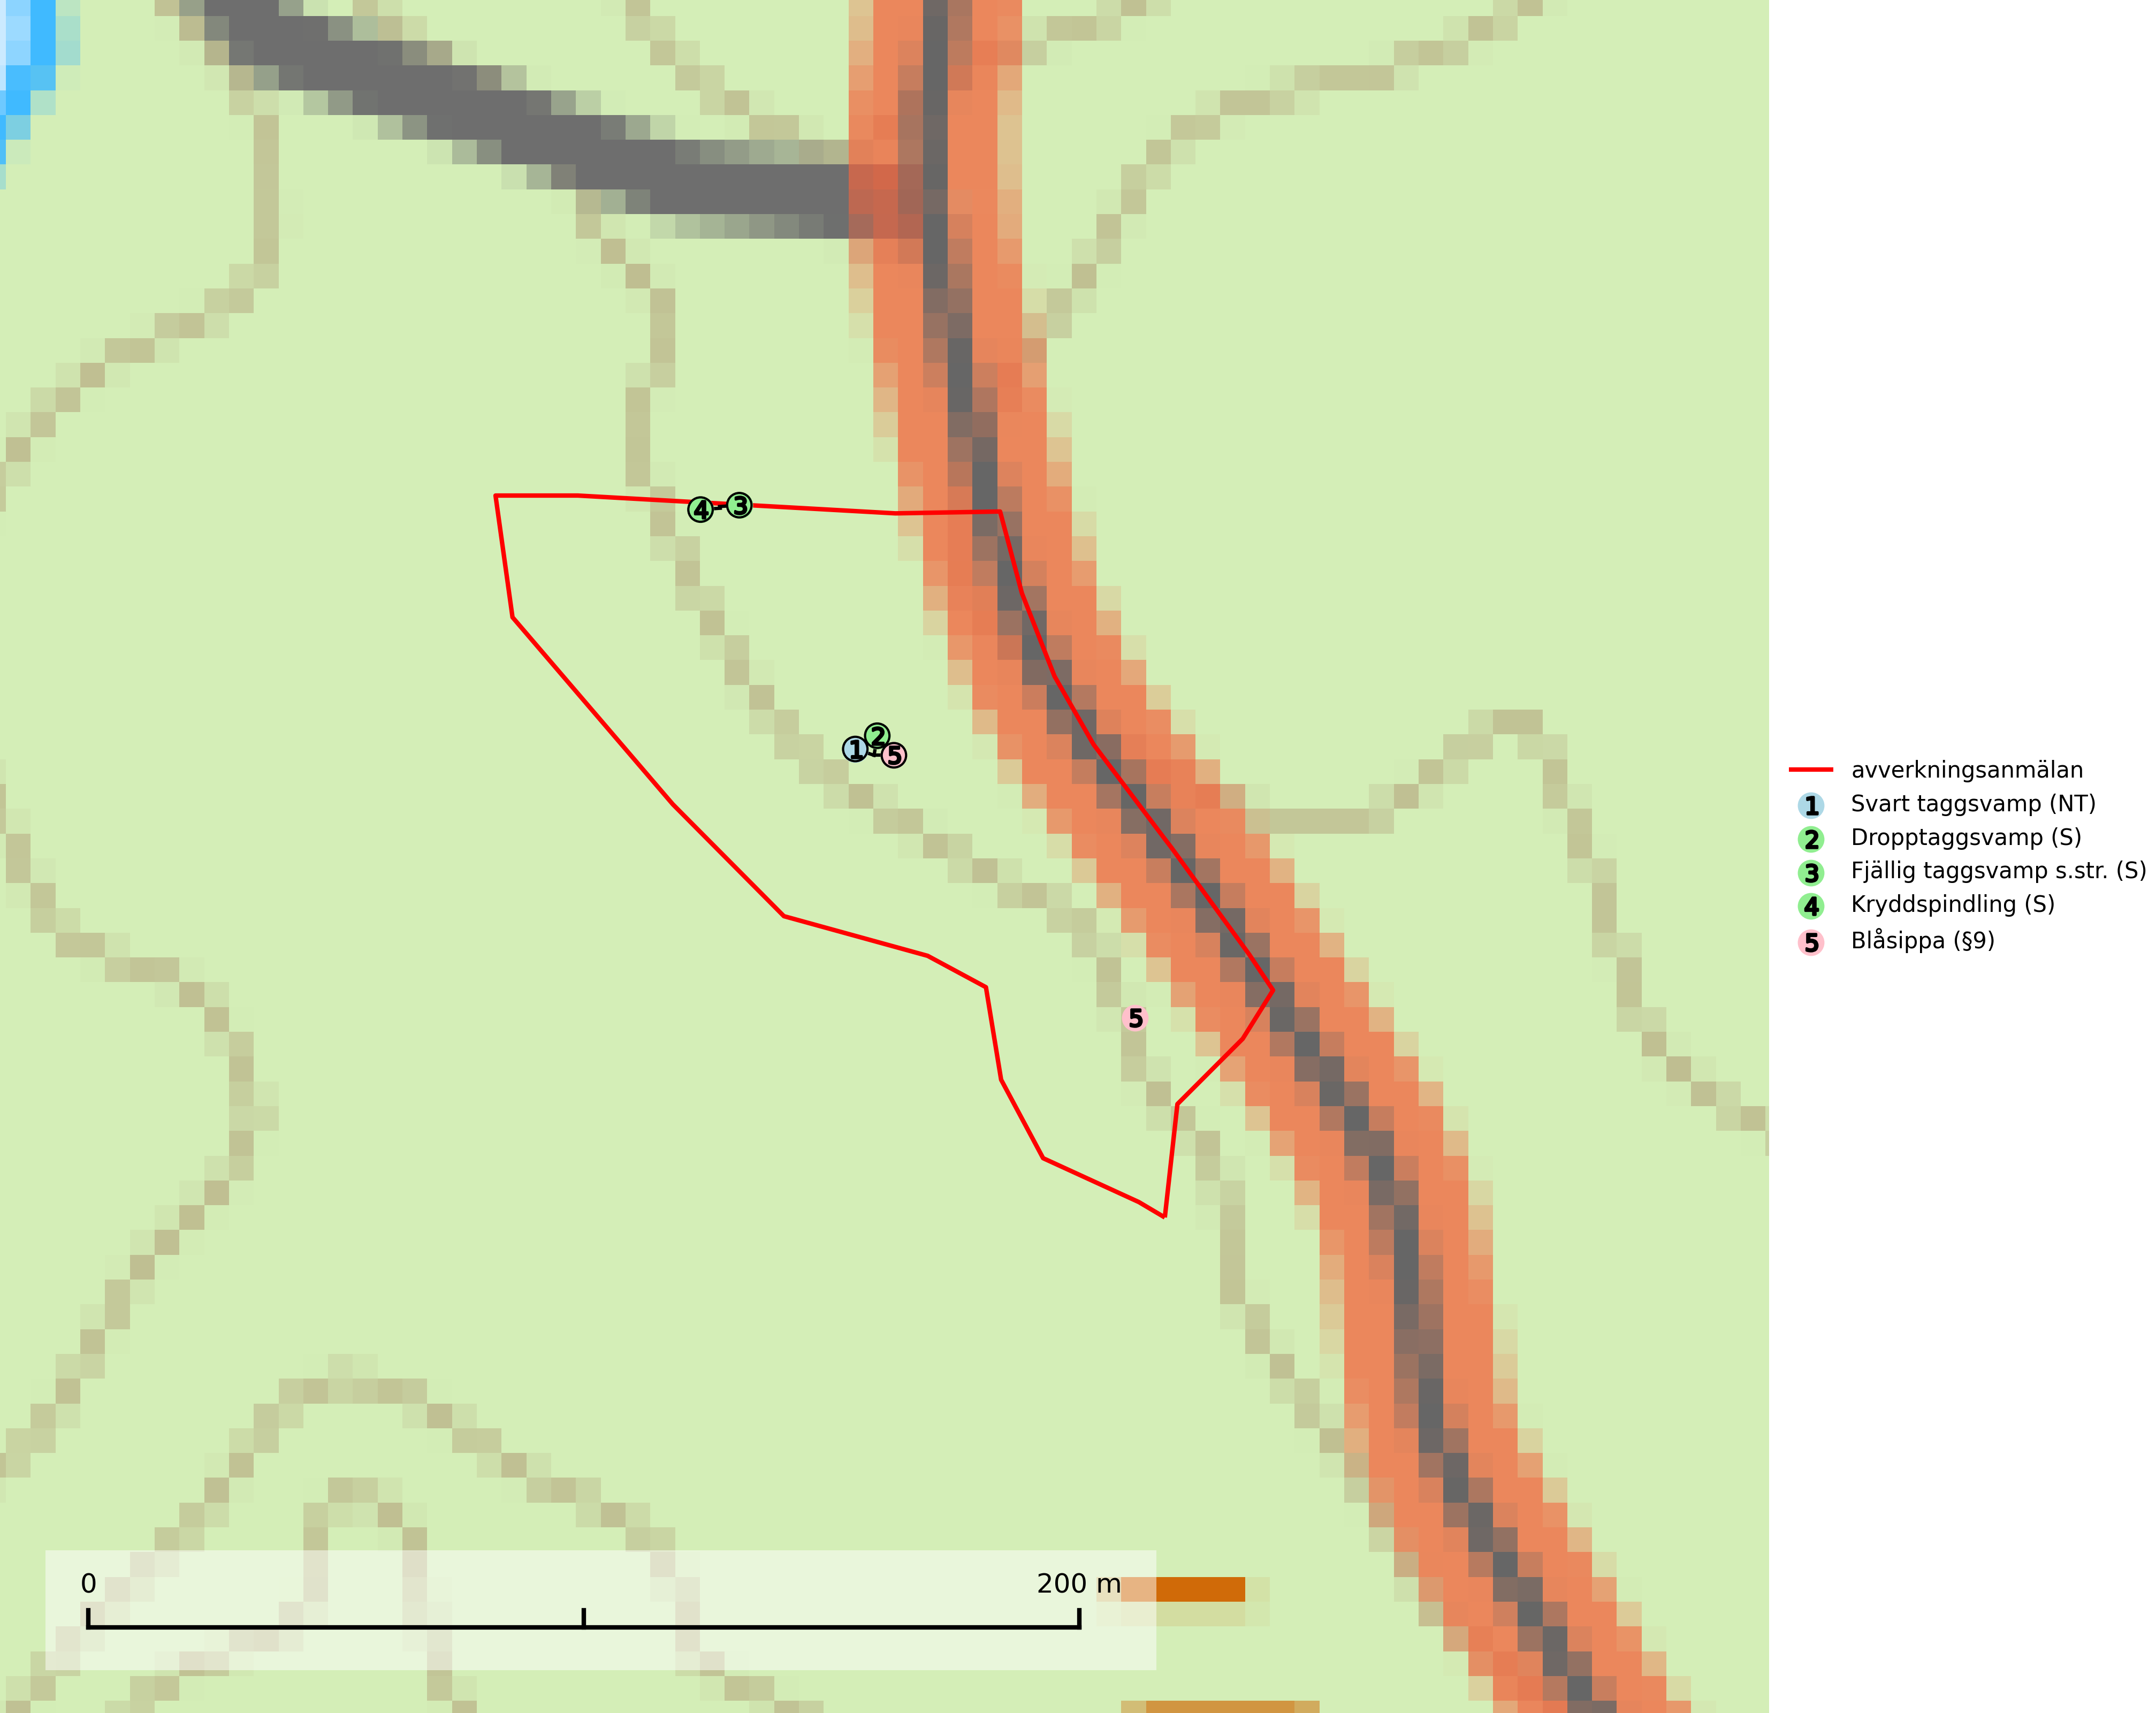 4 3
2
1 5
5
avverkningsanmälan
1 Svart taggsvamp (NT)
2 Dropptaggsvamp (S)
3 Fjällig taggsvamp s.str. (S)
4 Kryddspindling (S)
5 Blåsippa (§9)
0 200 m